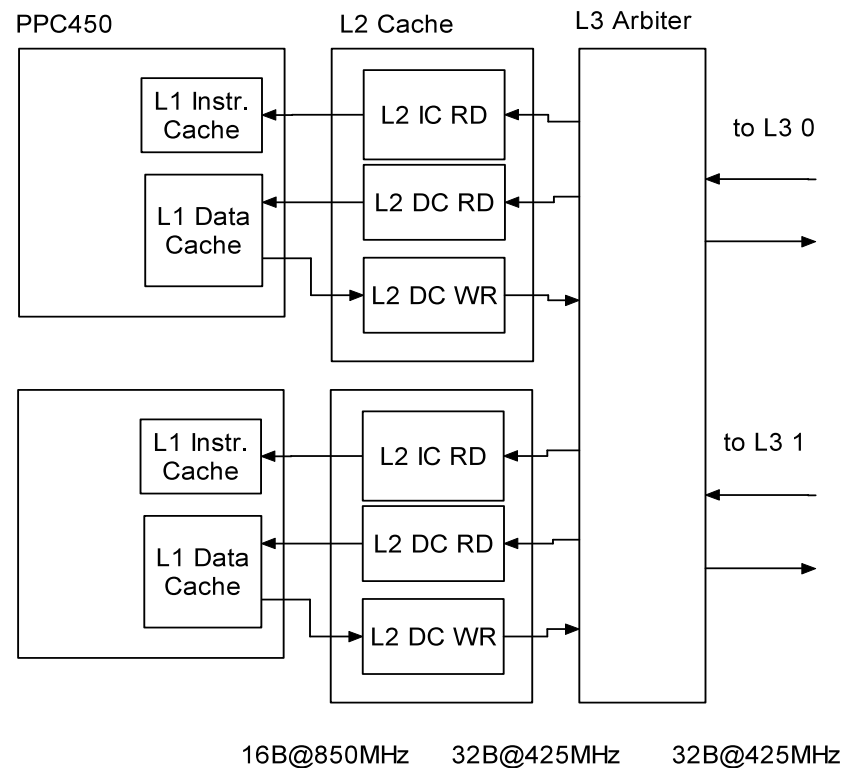 PPC450
L2 Cache
L3 Arbiter
L1 Instr.
Cache
L2 IC RD
to L3 0
L1 Data
Cache
L2 DC RD
L2 DC WR
L1 Instr.
Cache
L2 IC RD
to L3 1
L1 Data
Cache
L2 DC RD
L2 DC WR
16B@850MHz
32B@425MHz
32B@425MHz